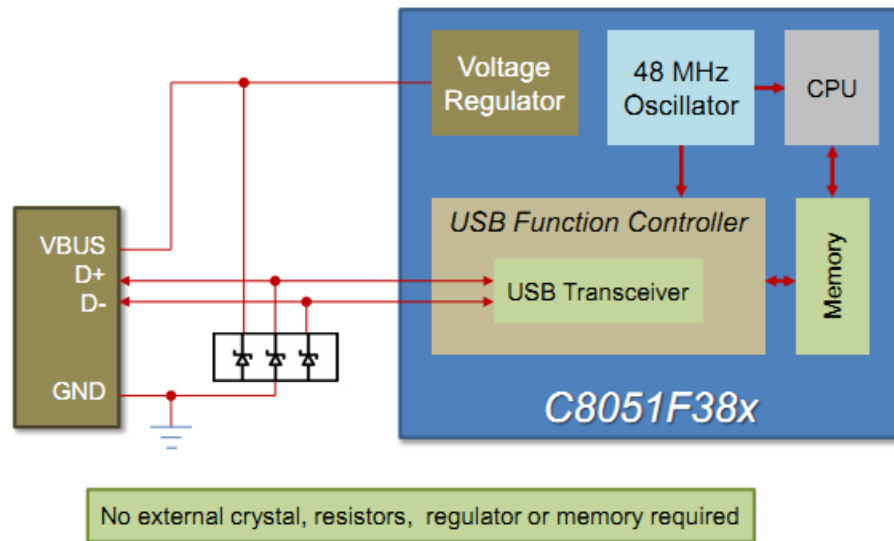 Voltage
Regulator
48 MHz
Oscillator
CPU
VBUS
D+
D-
GND
USB Function Controller
USB Transceiver
Memory
C8051F38x
No external crystal, resistors,  regulator or memory required